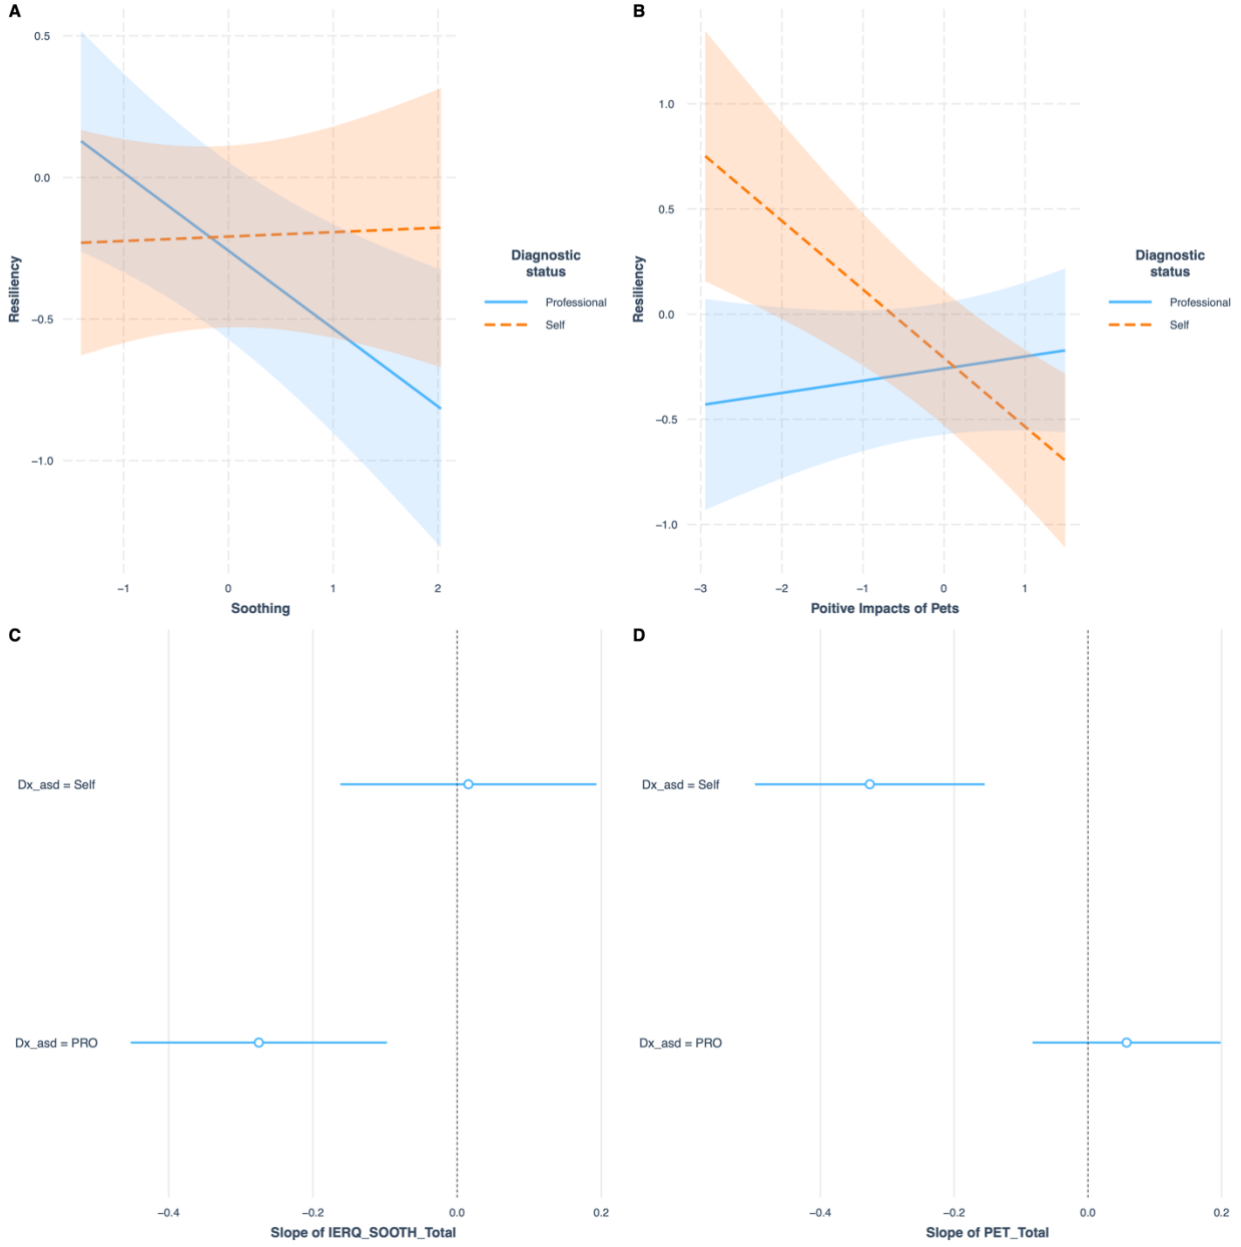 A
0.5
0.0
−0.5
−1.0
Resiliency
−1
0
1
2
Soothing
Diagnostic
status
Professional
Self
B
1.0
0.5
0.0
−0.5
−1.0
Resiliency
−3
−2
−1
0
1
Poitive Impacts of Pets
Diagnostic
status
Professional
Self
C
Dx_asd = Self
Dx_asd = PRO
−0.4
−0.2
0.0
0.2
Slope of IERQ_SOOTH_Total
D
Dx_asd = Self
Dx_asd = PRO
−0.4
−0.2
0.0
0.2
Slope of PET_Total